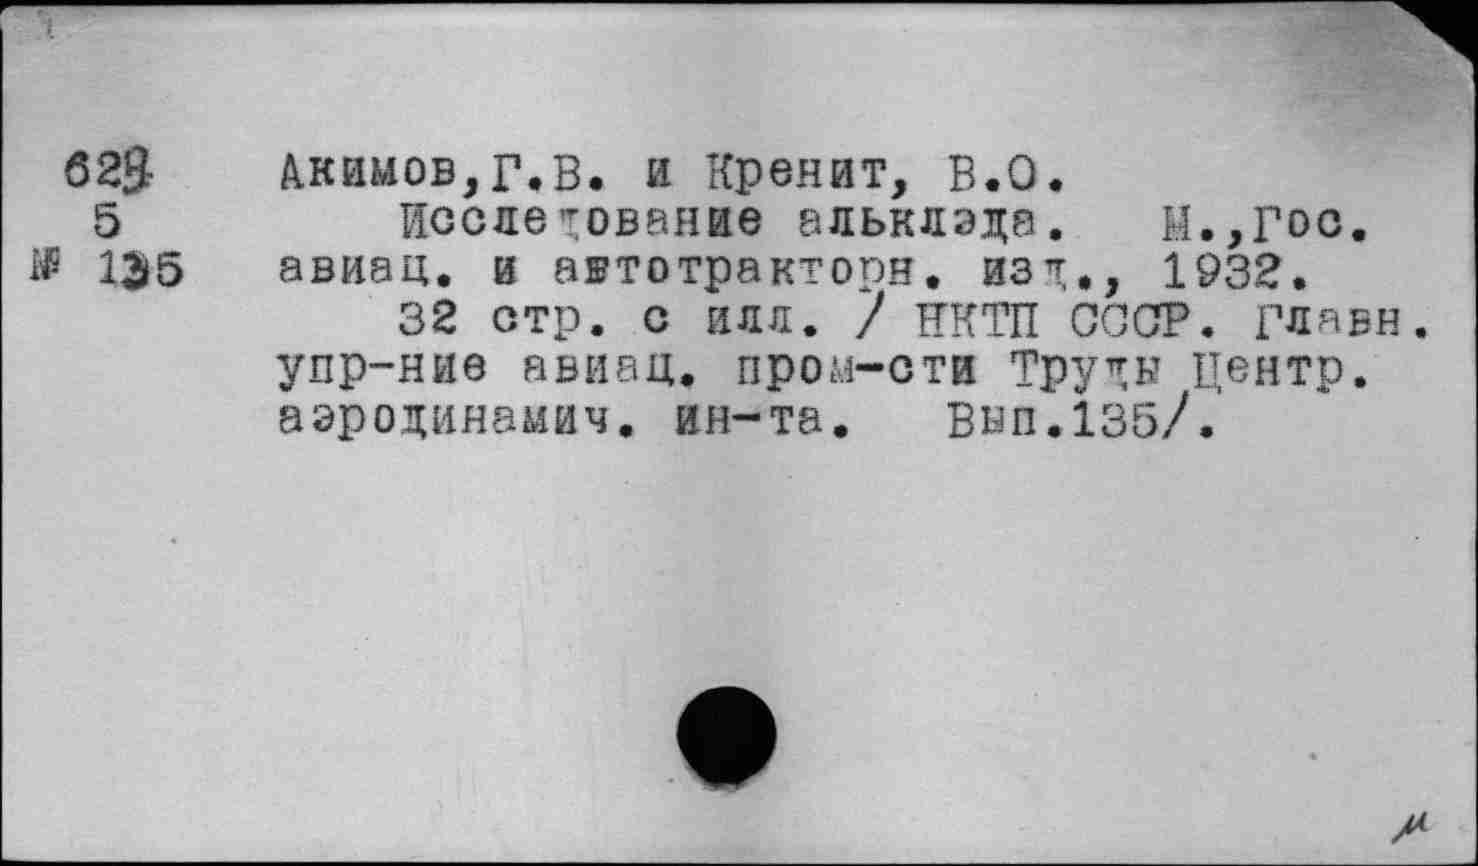 629 Акимов,Г.В. и Кренит, В.О.
5 Исследование альклэда. М.,Гос.
№ 135 авиац. и автотракторн. изд., 1932.
32 стр. с илл. / НКТП СССР. Главн.
упр-ние авиац. пром-сти Труды Центр.
аэродинамич. ин-та. Вып.135/.